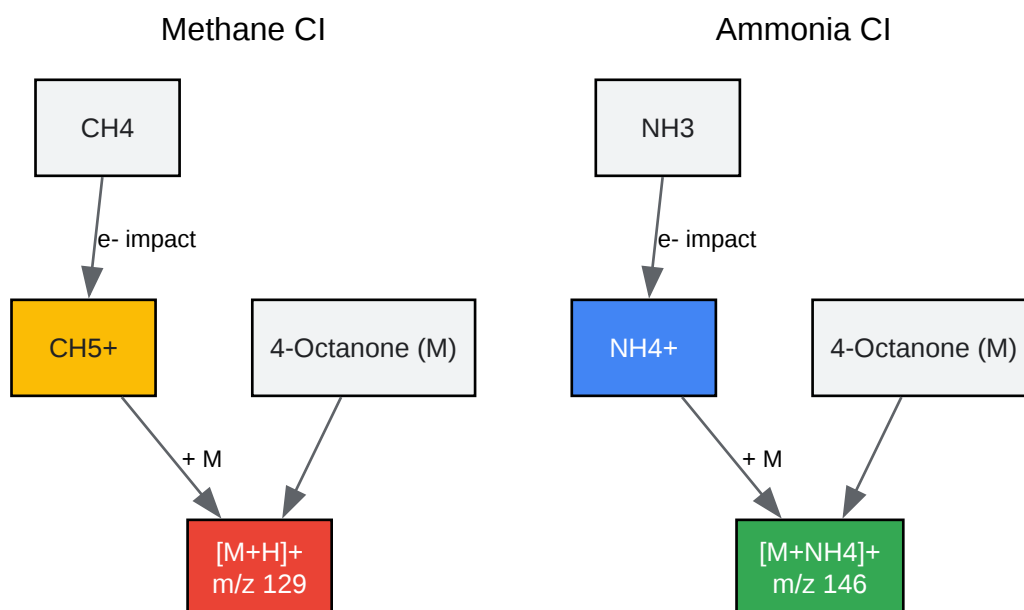 Methane CI
Ammonia CI
CH4
NH3
e- impact
e- impact
CH5+
4-Octanone (M)
NH4+
4-Octanone (M)
+ M
+ M
[M+H]+
m/z 129
[M+NH4]+
m/z 146